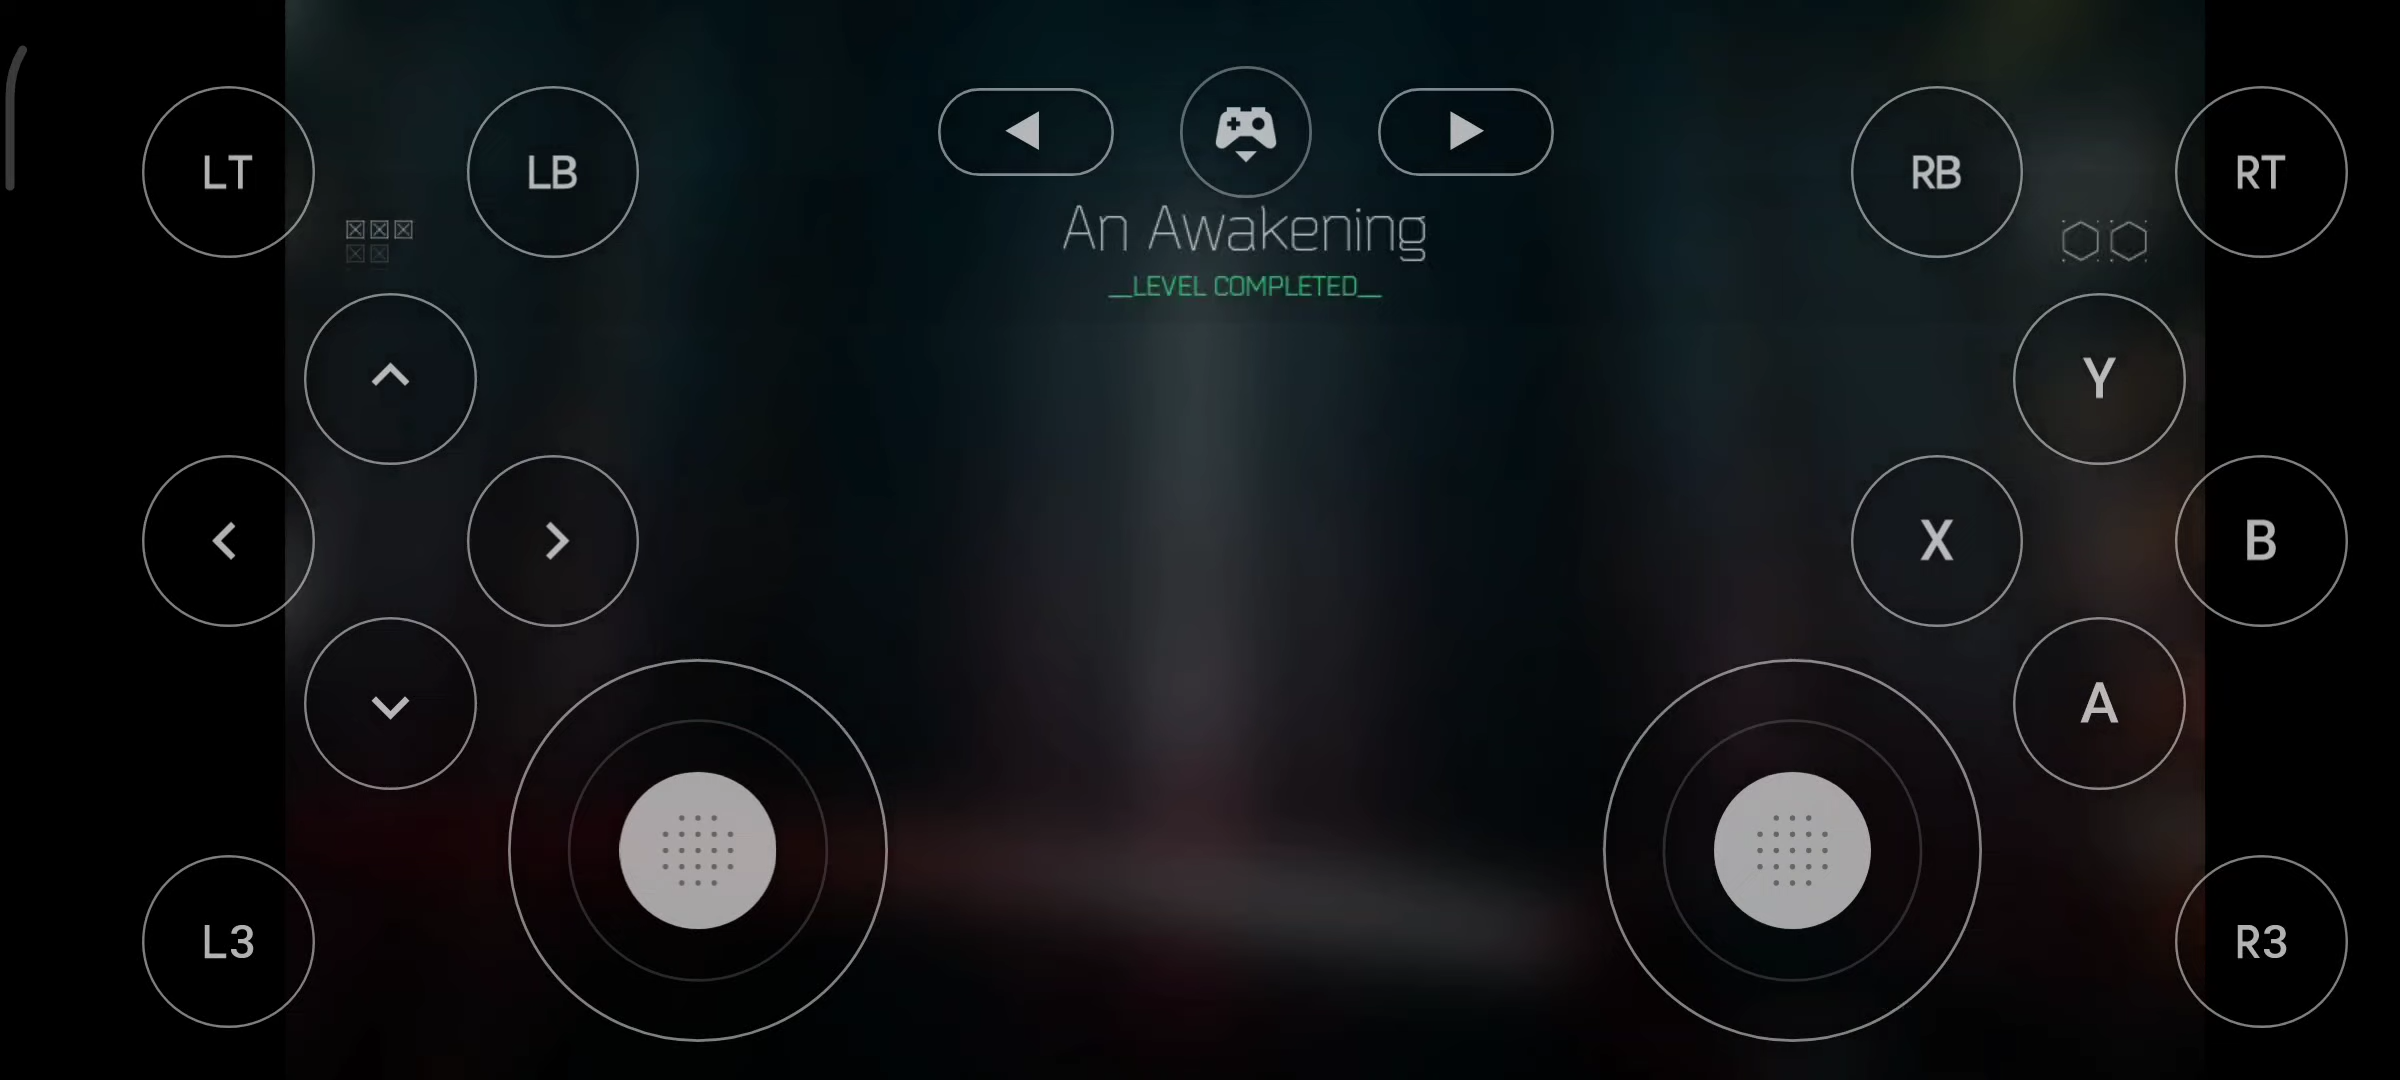 LT
LB
RB
RT
An Awakening
__LEVEL COMPLETED__
Y
X
B
A
L3
R3